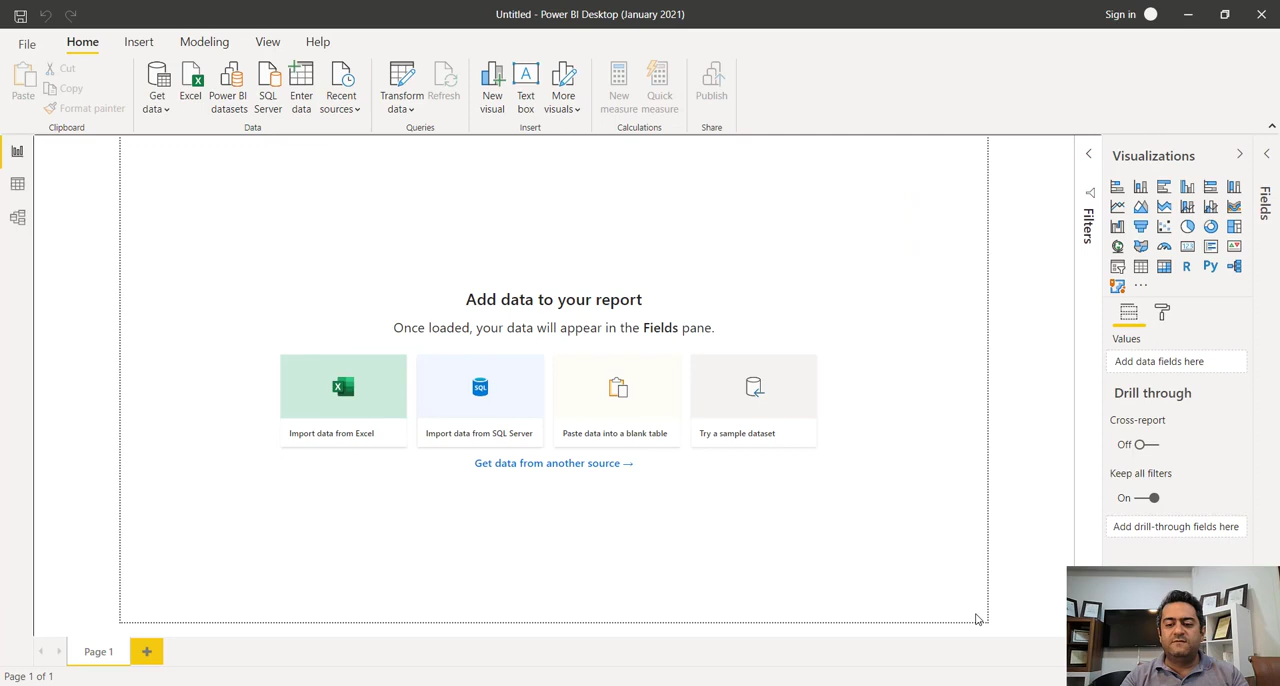 Untitled - Power BI Desktop (January 2021)
Sign in
File
Home
Insert
Modeling
View
Help
Paste
Cut
Copy
Format painter
Clipboard
Get data
Excel
Power BI datasets
SQL Server
Enter data
Recent sources
Data
Transform data
Refresh
Queries
New visual
Text box
More visuals
Insert
New measure
Quick measure
Calculations
Publish
Share
Add data to your report
Once loaded, your data will appear in the Fields pane.
X
SQL
Import data from Excel
Import data from SQL Server
Paste data into a blank table
Try a sample dataset
Get data from another source →
Filters
Visualizations
123
R
Py
Values
Add data fields here
Drill through
Cross-report
Off
Keep all filters
On
Add drill-through fields here
Fields
Page 1
Page 1 of 1